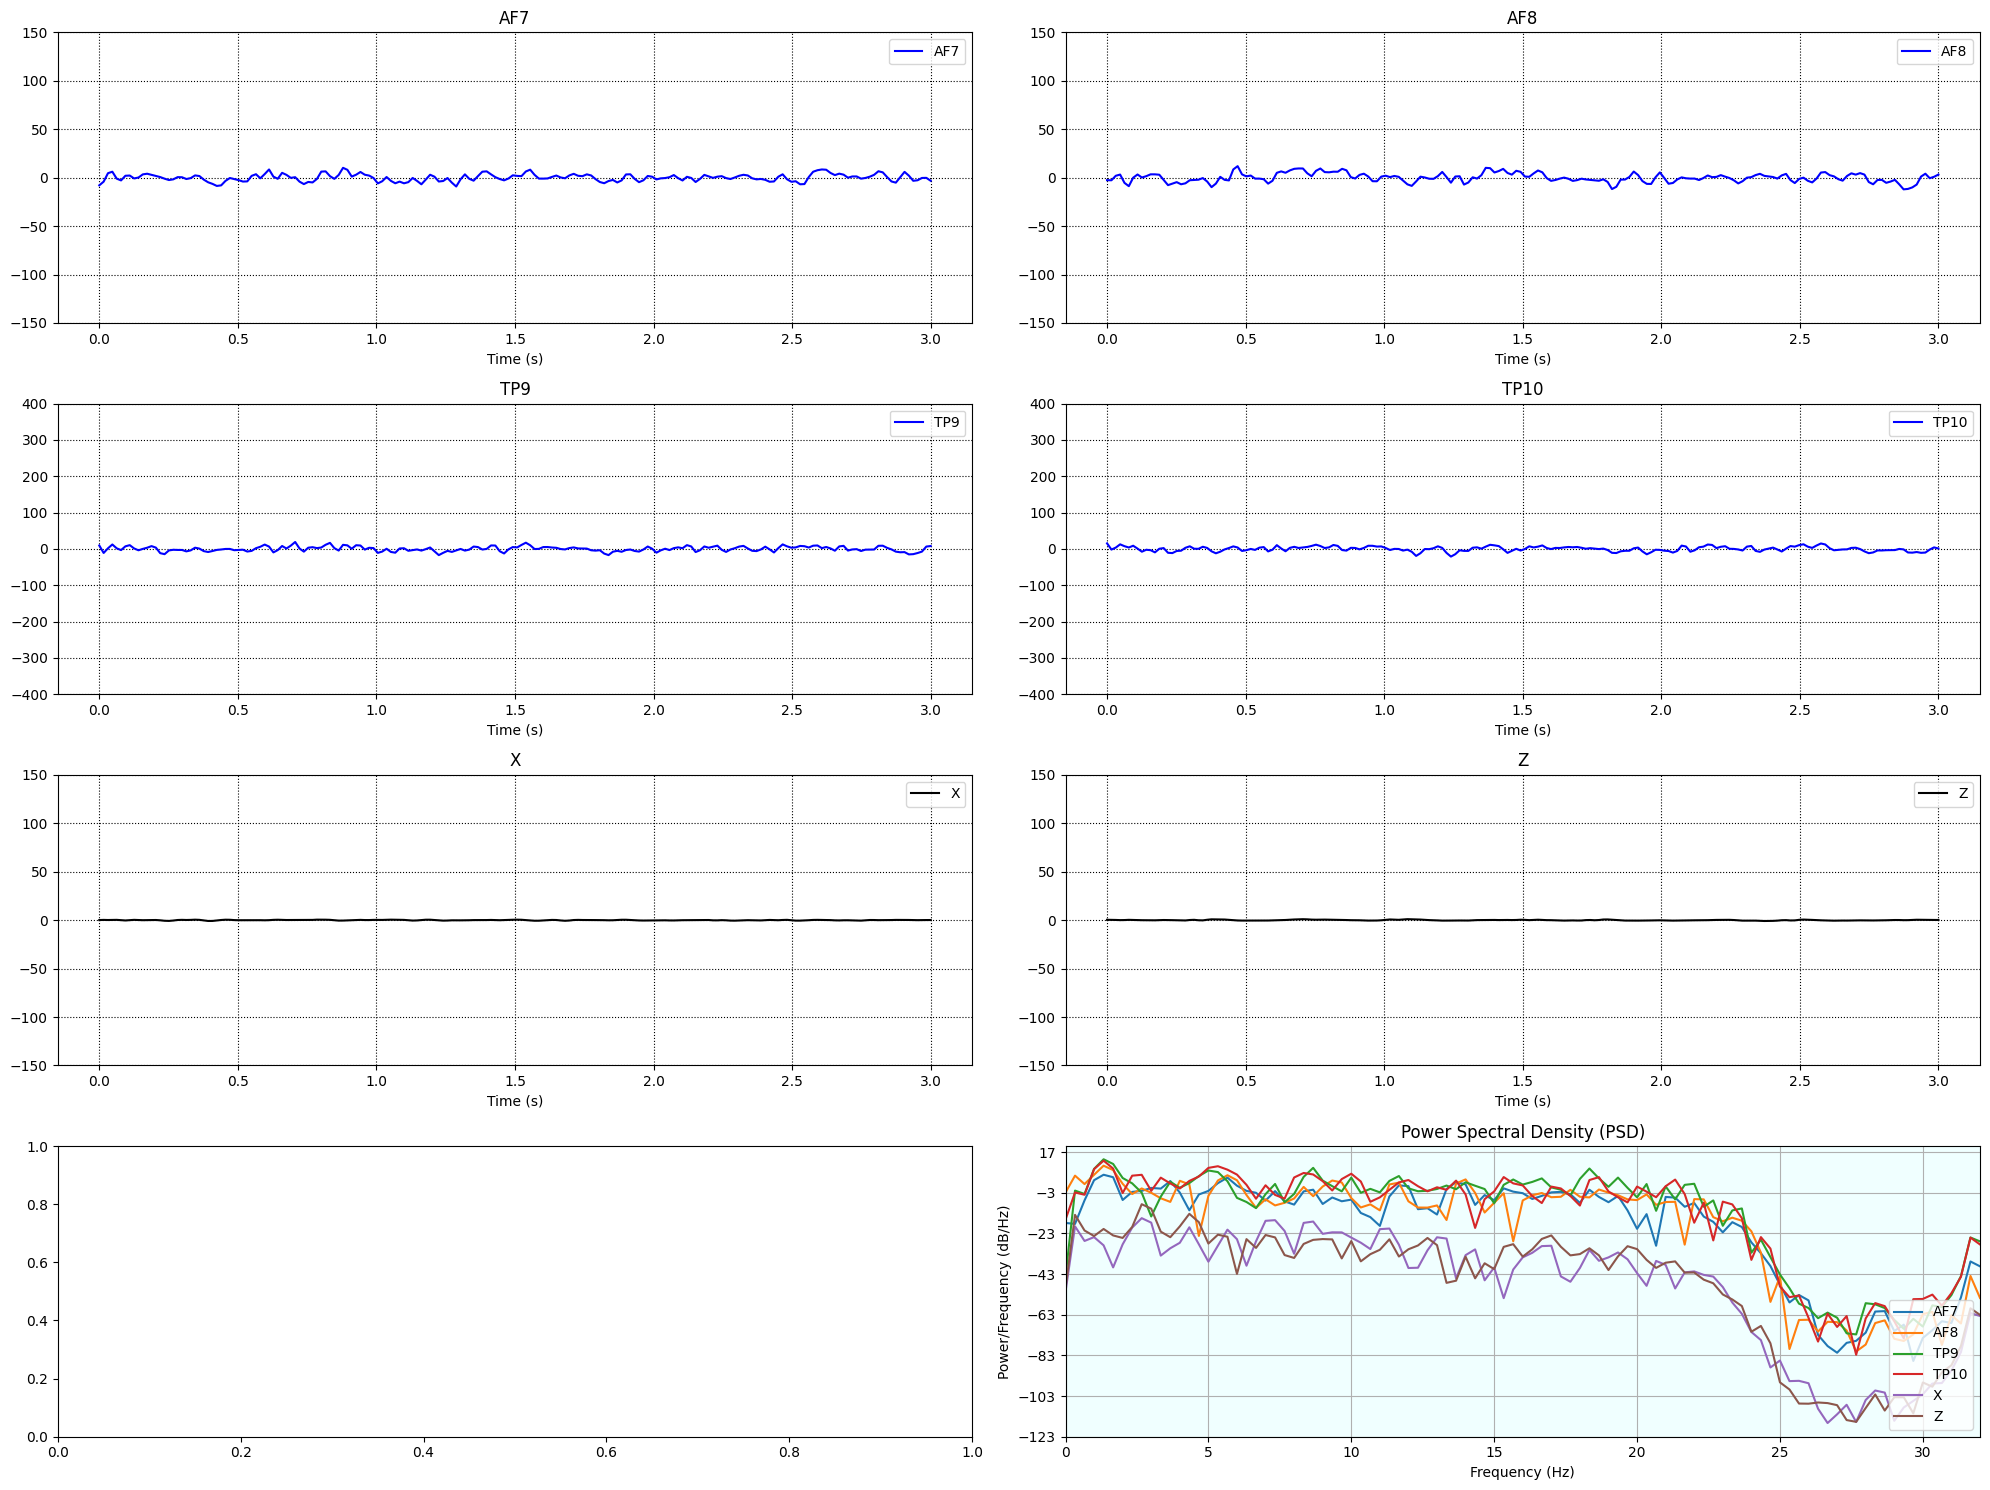 AF7
AF7
150
100
50
0
−50
−100
−150
0.0 0.5 1.0 1.5 2.0 2.5 3.0
Time (s)
AF8
AF8
150
100
50
0
−50
−100
−150
0.0 0.5 1.0 1.5 2.0 2.5 3.0
Time (s)
TP9
TP9
400
300
200
100
0
−100
−200
−300
−400
0.0 0.5 1.0 1.5 2.0 2.5 3.0
Time (s)
TP10
TP10
400
300
200
100
0
−100
−200
−300
−400
0.0 0.5 1.0 1.5 2.0 2.5 3.0
Time (s)
X
X
150
100
50
0
−50
−100
−150
0.0 0.5 1.0 1.5 2.0 2.5 3.0
Time (s)
Z
Z
150
100
50
0
−50
−100
−150
0.0 0.5 1.0 1.5 2.0 2.5 3.0
Time (s)
1.0
0.8
0.6
0.4
0.2
0.0
0.0 0.2 0.4 0.6 0.8 1.0
Power Spectral Density (PSD)
Power/Frequency (dB/Hz)
17
−3
−23
−43
−63
−83
−103
−123
AF7
AF8
TP9
TP10
X
Z
0 5 10 15 20 25 30
Frequency (Hz)